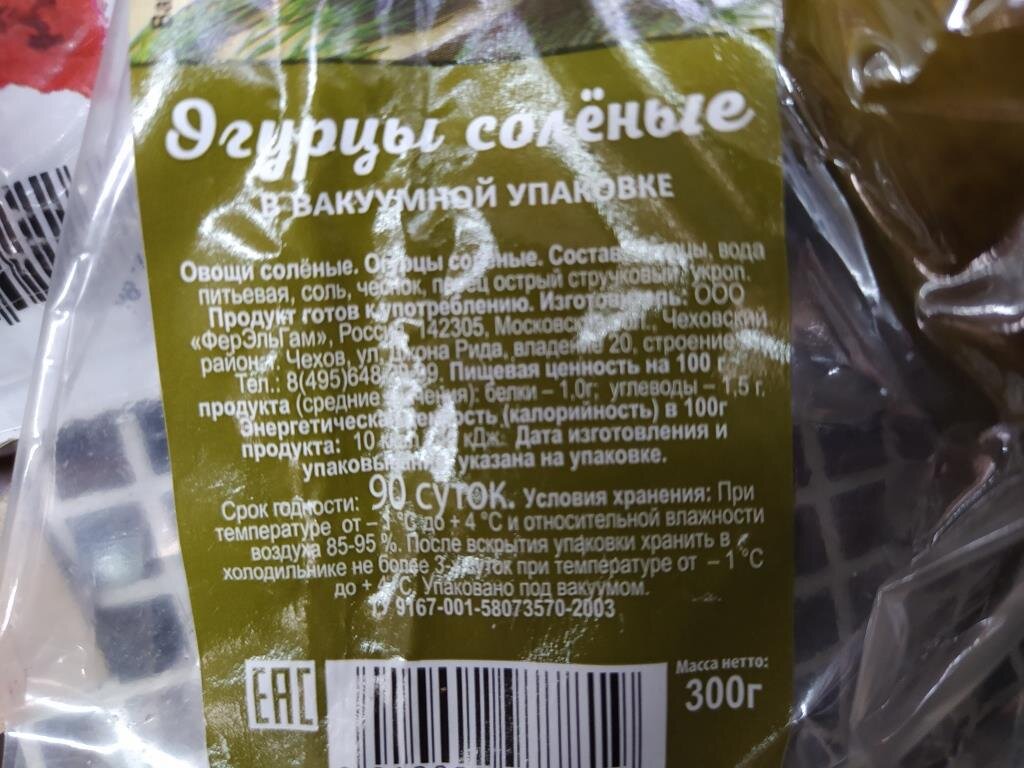 Огурцы солёные
В ВАКУУМНОЙ УПАКОВКЕ
Овощи солёные. Огурцы солёные. Состав: огурцы, вода
питьевая, соль, чеснок, перец острый стручковый, укроп.
Продукт готов к употреблению. Изготовитель: ООО
«ФерЭльГам», Россия, 142305, Московская обл., Чеховский
район, г. Чехов, ул. Джона Рида, владение 20, строение
Тел.: 8(495)648 Пищевая ценность на 100 г
продукта (средние значения): белки – 1,0г; углеводы – 1,5 г.
Энергетическая ценность (калорийность) в 100г
продукта: 10 кДж. Дата изготовления и
упаковывания указана на упаковке.
Срок годности: 90 суток. Условия хранения: При
температуре от – 1 °С до + 4 °С и относительной влажности
воздуха 85-95 %. После вскрытия упаковки хранить в
холодильнике не более 3-х суток при температуре от – 1 °С
до + 4 °С. Упаковано под вакуумом.
ТУ 9167-001-58073570-2003
ЕАС
Масса нетто:
300г